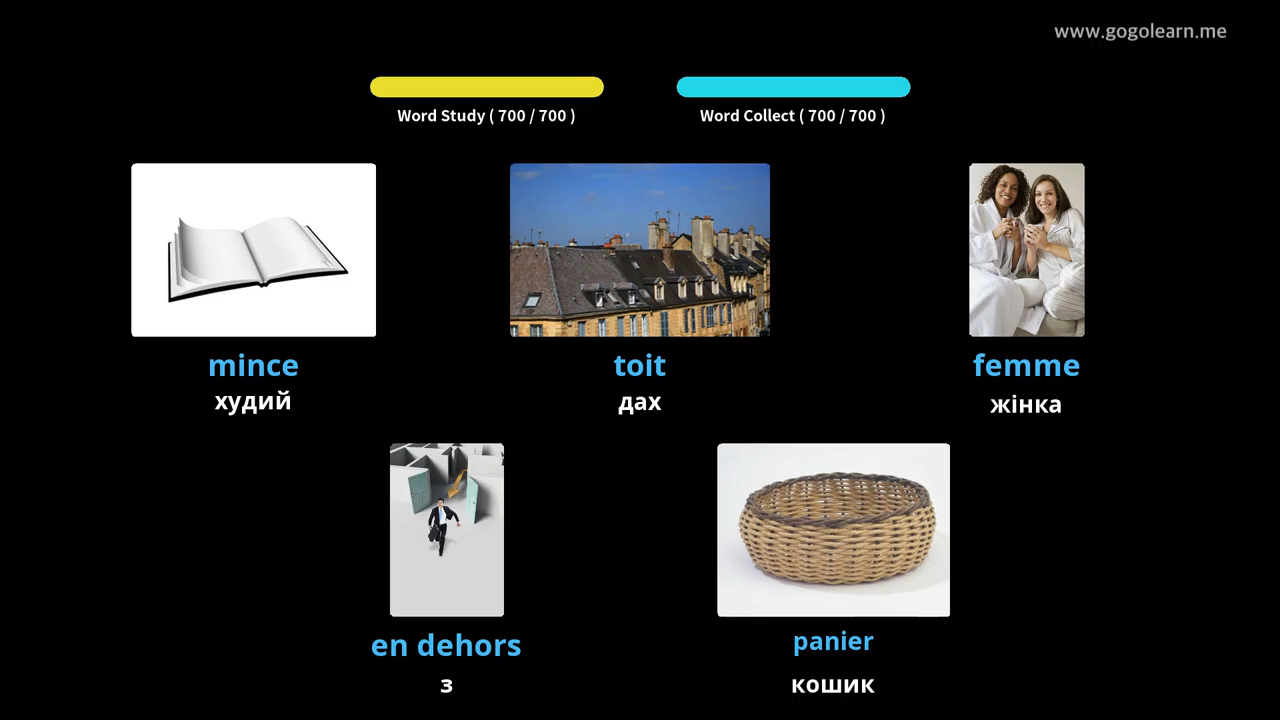 www.gogolearn.me
Word Study ( 700 / 700 )
Word Collect ( 700 / 700 )
mince
худий
toit
дах
femme
жінка
en dehors
з
panier
кошик